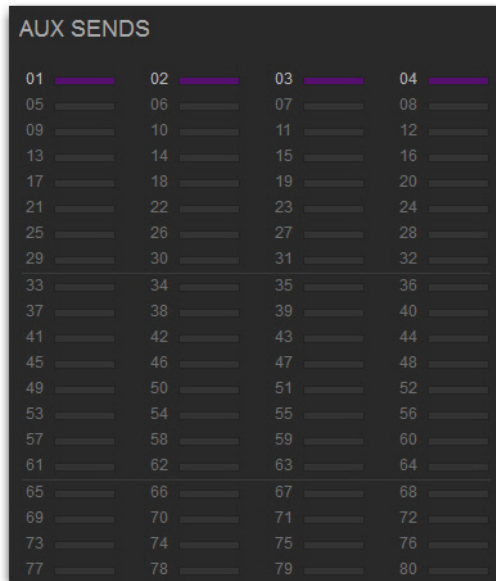 AUX SENDS
01 02 03 04
05 06 07 08
09 10 11 12
13 14 15 16
17 18 19 20
21 22 23 24
25 26 27 28
29 30 31 32
33 34 35 36
37 38 39 40
41 42 43 44
45 46 47 48
49 50 51 52
53 54 55 56
57 58 59 60
61 62 63 64
65 66 67 68
69 70 71 72
73 74 75 76
77 78 79 80